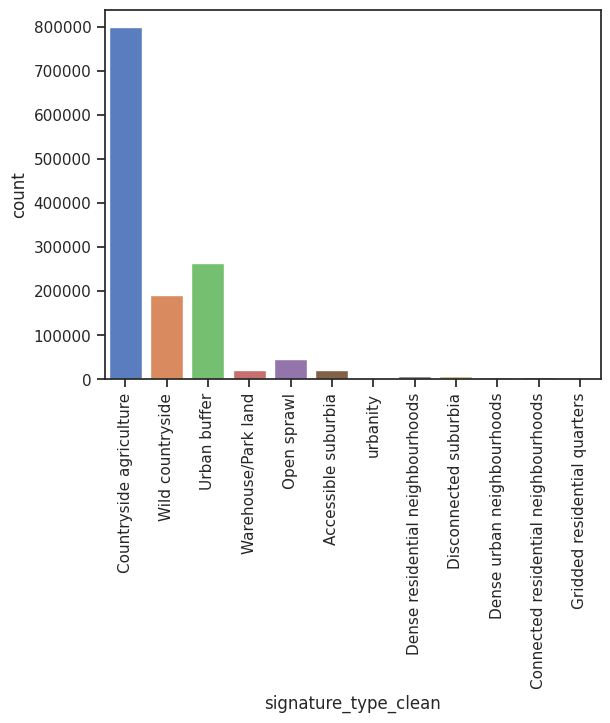 800000
700000
600000
500000
400000
300000
200000
100000
0
count
Countryside agriculture
Wild countryside
Urban buffer
Warehouse/Park land
Open sprawl
Accessible suburbia
urbanity
Dense residential neighbourhoods
Disconnected suburbia
Dense urban neighbourhoods
Connected residential neighbourhoods
Gridded residential quarters
signature_type_clean